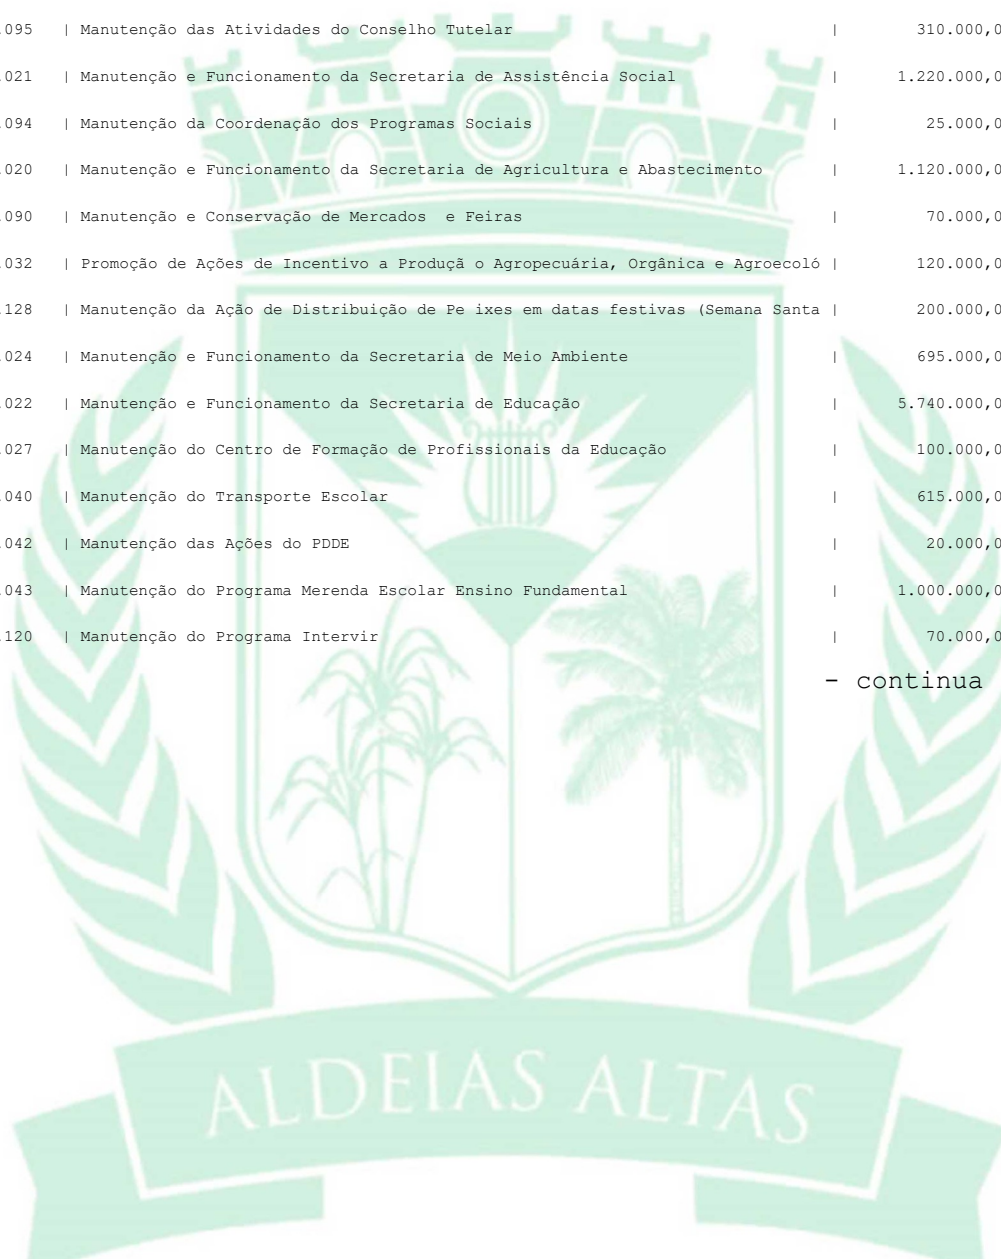 .095 | Manutenção das Atividades do Conselho Tutelar | 310.000,0
.021 | Manutenção e Funcionamento da Secretaria de Assistência Social | 1.220.000,0
.094 | Manutenção da Coordenação dos Programas Sociais | 25.000,0
.020 | Manutenção e Funcionamento da Secretaria de Agricultura e Abastecimento | 1.120.000,0
.090 | Manutenção e Conservação de Mercados  e Feiras | 70.000,0
.032 | Promoção de Ações de Incentivo a Produçã o Agropecuária, Orgânica e Agroecoló | 120.000,0
.128 | Manutenção da Ação de Distribuição de Pe ixes em datas festivas (Semana Santa | 200.000,0
.024 | Manutenção e Funcionamento da Secretaria de Meio Ambiente | 695.000,0
.022 | Manutenção e Funcionamento da Secretaria de Educação | 5.740.000,0
.027 | Manutenção do Centro de Formação de Profissionais da Educação | 100.000,0
.040 | Manutenção do Transporte Escolar | 615.000,0
.042 | Manutenção das Ações do PDDE | 20.000,0
.043 | Manutenção do Programa Merenda Escolar Ensino Fundamental | 1.000.000,0
.120 | Manutenção do Programa Intervir | 70.000,0
- continua
ALDEIAS ALTAS